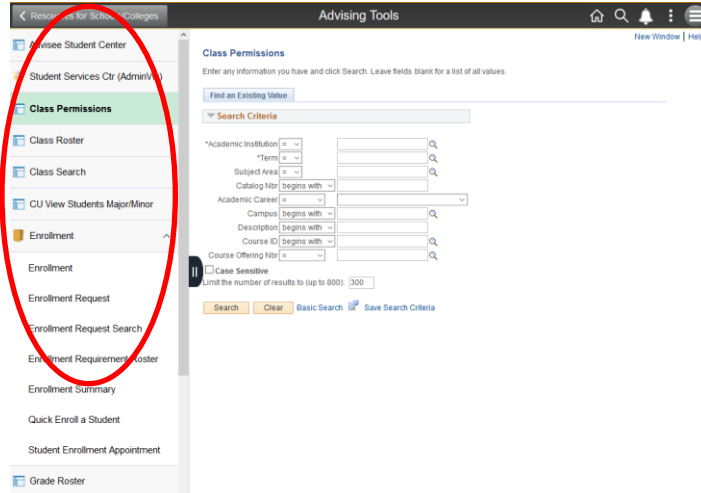 Resources for School/Colleges
Advising Tools
New Window | Help
Advisee Student Center
Student Services Ctr (Admin
Class Permissions
Class Roster
Class Search
CU View Students Major/Minor
Enrollment
Enrollment
Enrollment Request
Enrollment Request Search
Enrollment Requirement Roster
Enrollment Summary
Quick Enroll a Student
Student Enrollment Appointment
Grade Roster
Class Permissions
Enter any information you have and click Search. Leave fields blank for a list of all values.
Find an Existing Value
Search Criteria
*Academic Institution =
*Term =
Subject Area =
Catalog Nbr begins with
Academic Career =
Campus begins with
Description begins with
Course ID begins with
Course Offering Nbr =
Case Sensitive
Limit the number of results to (up to 800): 300
Search Clear Basic Search Save Search Criteria